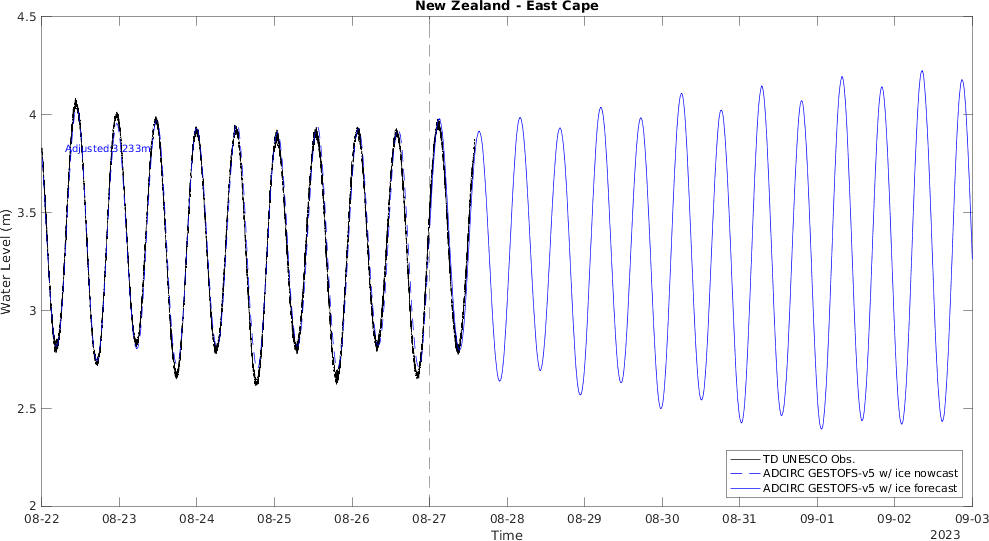 New Zealand - East Cape
4.5
4
3.5
3
2.5
2
Water Level (m)
Adjusted:3.233m
TD UNESCO Obs.
ADCIRC GESTOFS-v5 w/ ice nowcast
ADCIRC GESTOFS-v5 w/ ice forecast
08-22 08-23 08-24 08-25 08-26 08-27 08-28 08-29 08-30 08-31 09-01 09-02 09-03
Time
2023